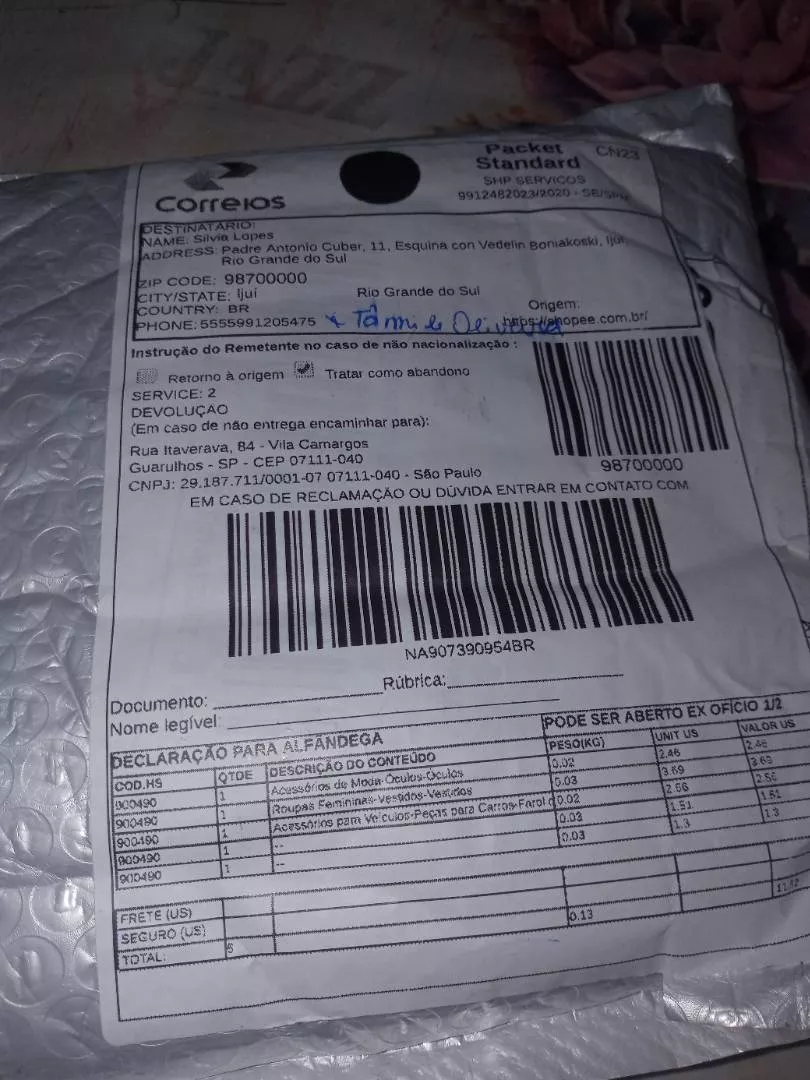 JAZZ
Correios
Packet
Standard
CN23
SHP SERVICOS
9912482023/2020 - SE/
DESTINATÁRIO:
NAME: Silvia Lopes
ADDRESS: Padre Antonio Cuber, 11, Esquina con Vedelin Boniakoski, Ijuí,
Rio Grande do Sul
ZIP CODE: 98700000
CITY/STATE: Ijuí Rio Grande do Sul
COUNTRY: BR Origem:
PHONE: 5555991205475 https://shopee.com.br/
Instrução do Remetente no caso de não nacionalização :
Retorno à origem Tratar como abandono
SERVICE: 2
DEVOLUÇÃO
(Em caso de não entrega encaminhar para):
Rua Itaverava, 84 - Vila Camargos
Guarulhos - SP - CEP 07111-040
CNPJ: 29.187.711/0001-07 07111-040 - São Paulo
98700000
EM CASO DE RECLAMAÇÃO OU DÚVIDA ENTRAR EM CONTATO COM
NA907390954BR
Documento: Rúbrica:
Nome legível:
DECLARAÇÃO PARA ALFÂNDEGA PODE SER ABERTO EX OFÍCIO 1/2
COD.HS QTDE DESCRIÇÃO DO CONTEÚDO PESO(KG) UNIT US VALOR US
900490 1 Acessórios de Moda-Óculos-Óculos 0.02 2.46 2.46
900490 1 Roupas Femininas-Vestidos-Vestidos 0.03 3.69 3.69
900490 1 Acessórios para Veículos-Peças para Carros-Farol d 0.02
900490 1 -- 0.03 1.51 1.51
900490 1 -- 0.03 1.3 1.3
FRETE (US)
SEGURO (US)
TOTAL: 5 0.13